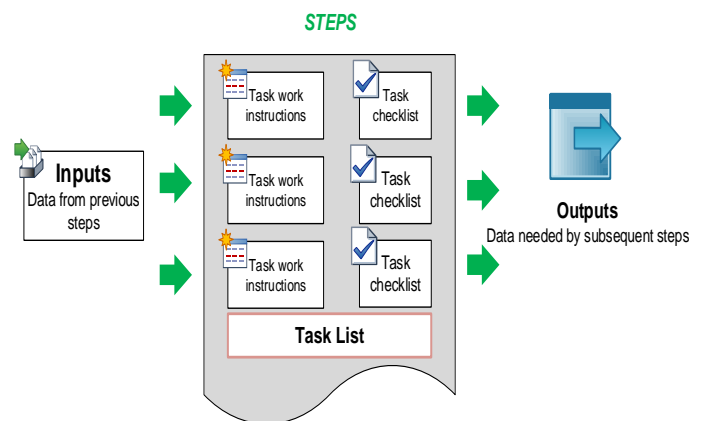 STEPS
Inputs
Data from previous
steps
Task work
instructions
Task
checklist
Task work
instructions
Task
checklist
Task work
instructions
Task
checklist
Task List
Outputs
Data needed by subsequent steps